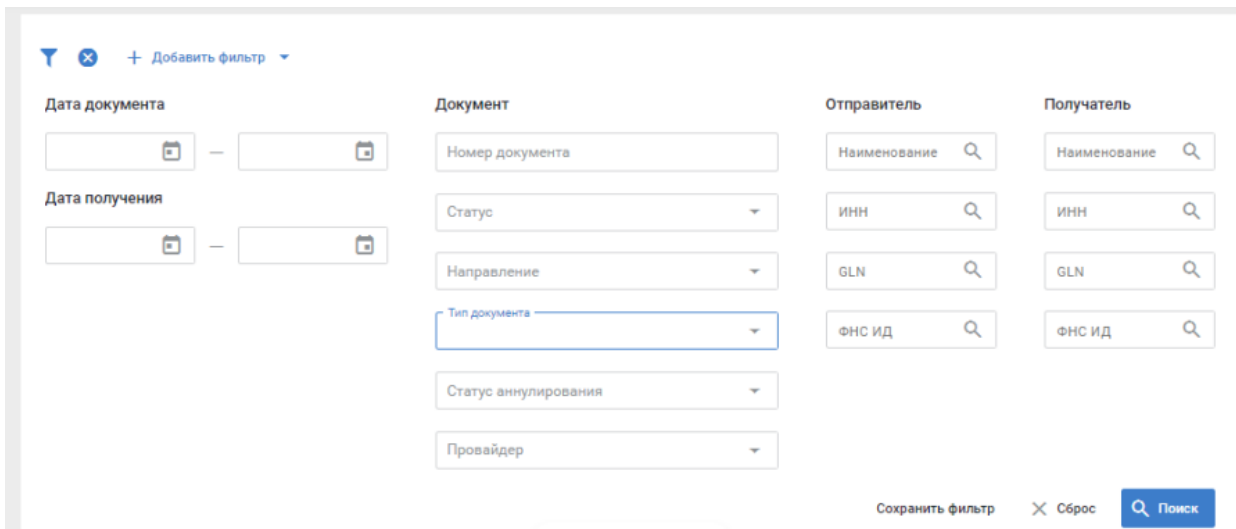 Добавить фильтр
Дата документа
Документ
Отправитель
Получатель
Номер документа
Наименование
Наименование
Дата получения
Статус
ИНН
ИНН
Направление
GLN
GLN
Тип документа
ФНС ИД
ФНС ИД
Статус аннулирования
Провайдер
Сохранить фильтр
Сброс
Поиск